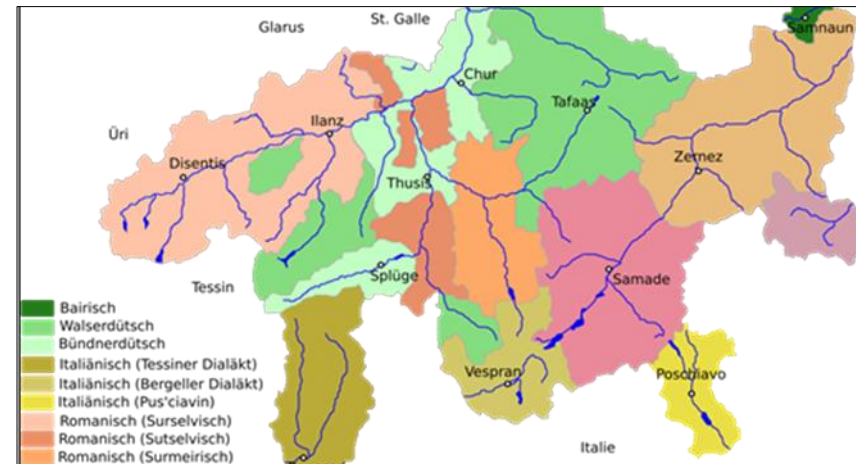 St. Galle
Glarus
Samnaun
Chur
Tafaas
Ilanz
Üri
Zernez
Disentis
Thusis
Splüge
Samade
Tessin
Bairisch
Walserdütsch
Bündnerdütsch
Italiänisch (Tessiner Dialäkt)
Italiänisch (Bergeller Dialäkt)
Italiänisch (Pus'ciavin)
Romanisch (Surselvisch)
Romanisch (Sutselvisch)
Romanisch (Surmeirisch)
Vespran
Poschiavo
Italie